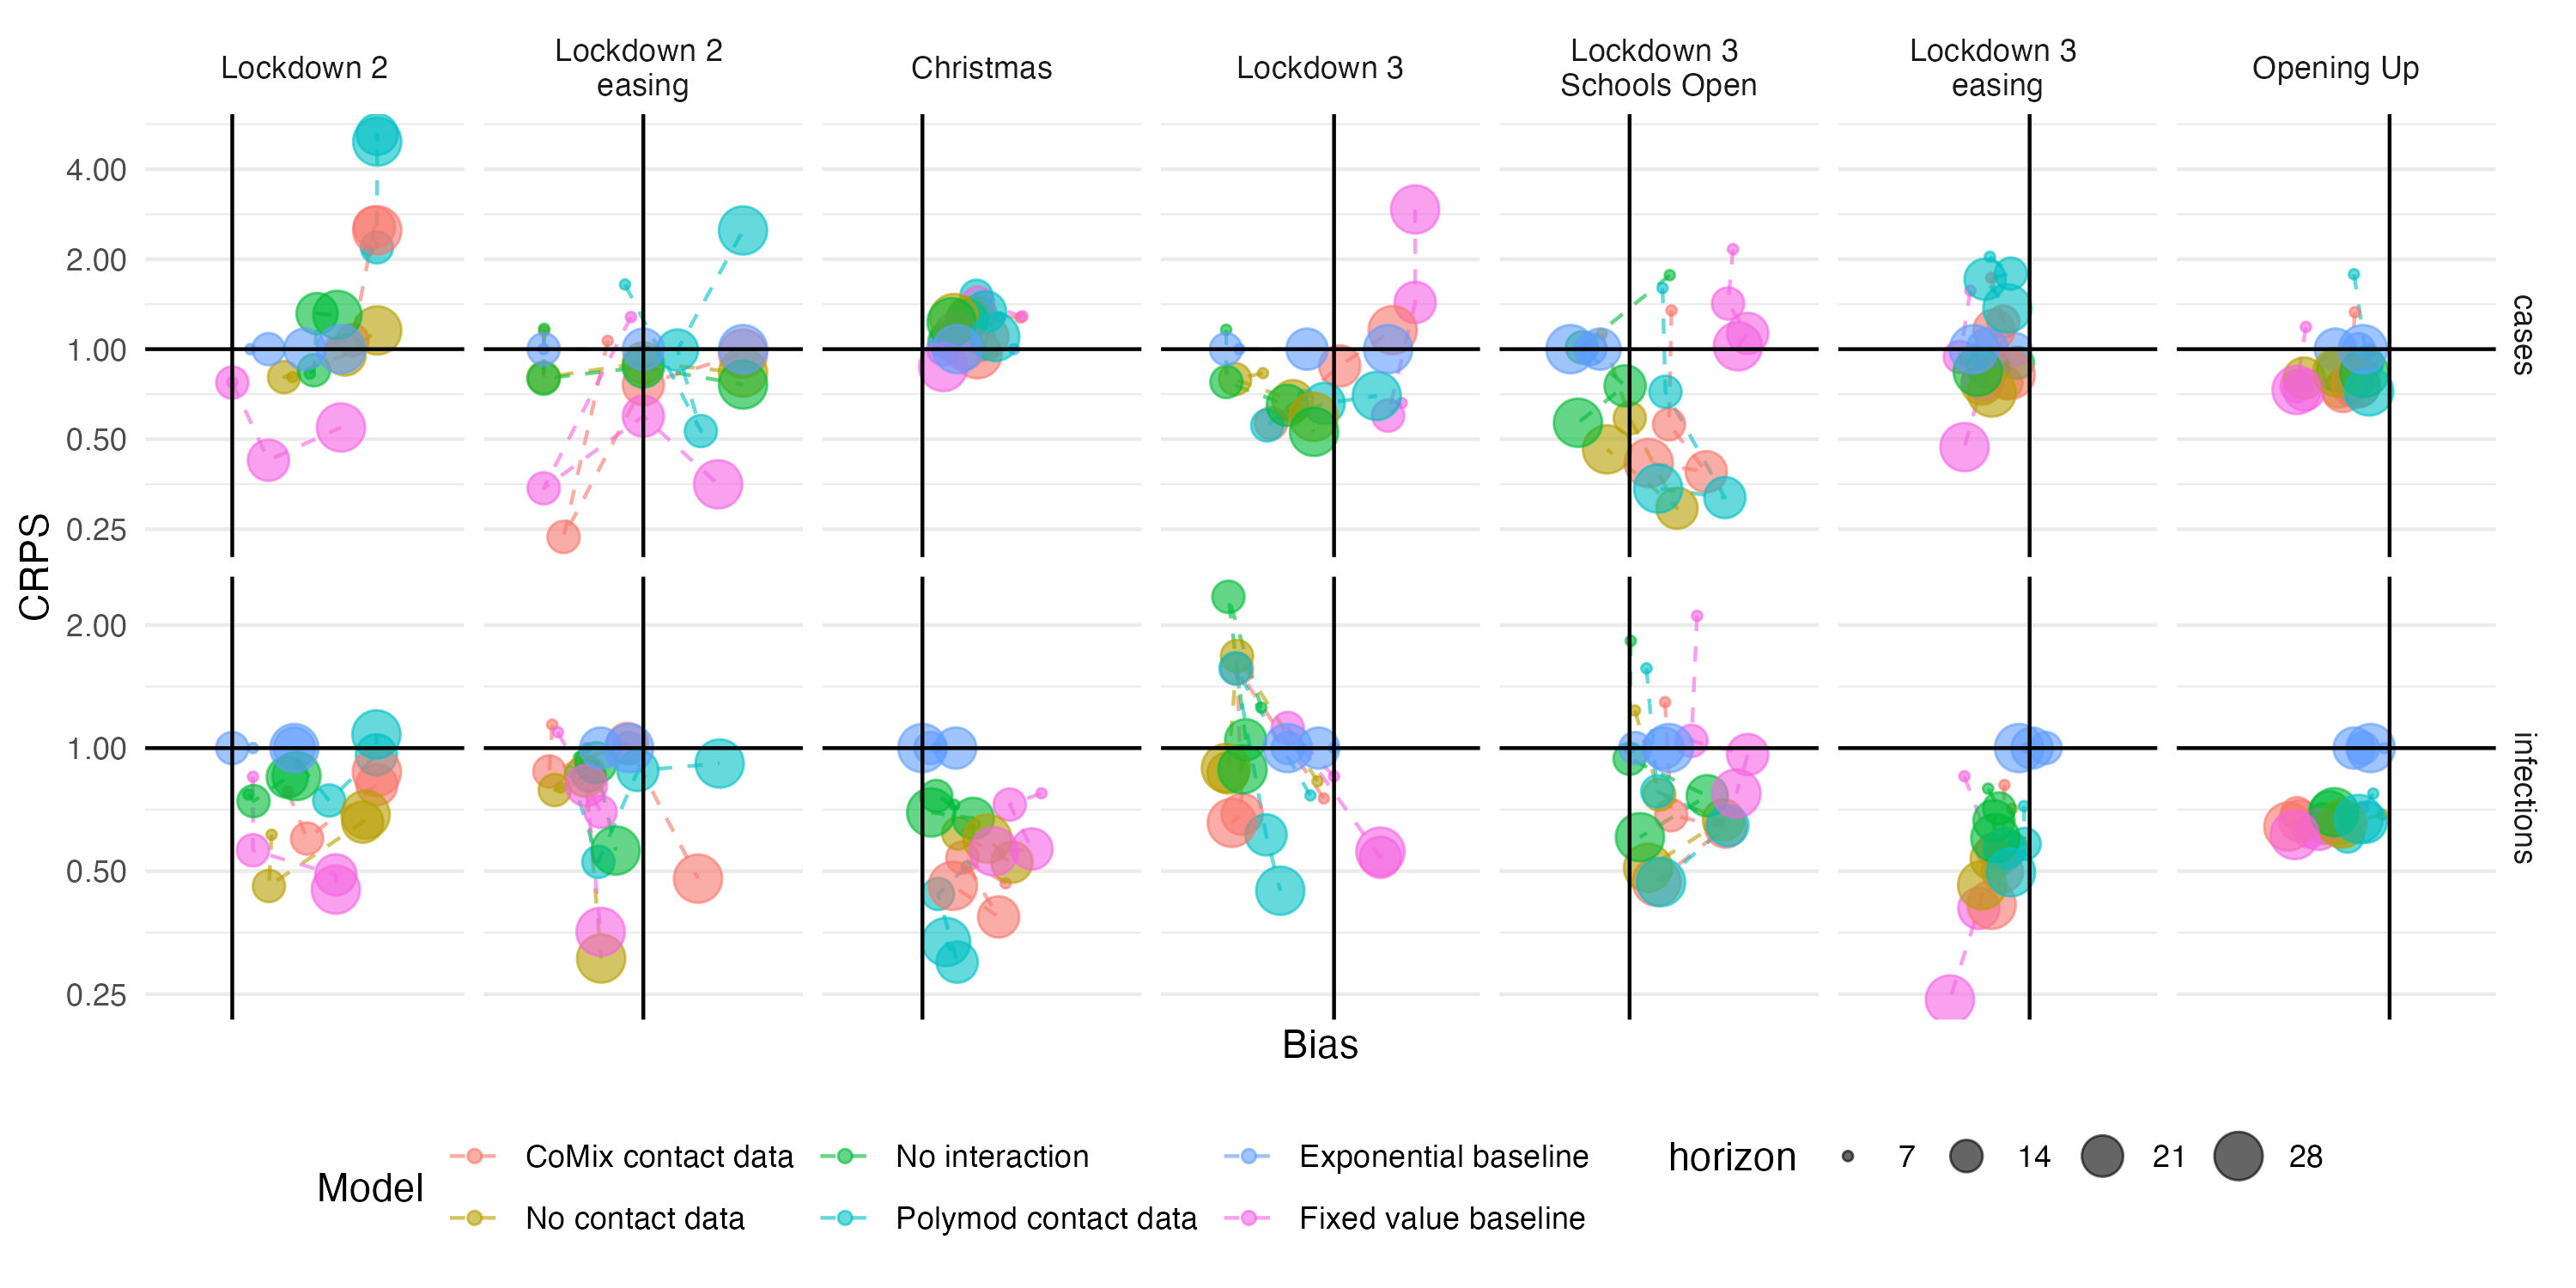 Lockdown 2
Lockdown 2
easing
Christmas
Lockdown 3
Lockdown 3
Schools Open
Lockdown 3
easing
Opening Up
4.00
2.00
1.00
0.50
0.25
cases
2.00
1.00
0.50
0.25
infections
CRPS
Bias
Model
CoMix contact data
No contact data
No interaction
Polymod contact data
Exponential baseline
Fixed value baseline
horizon
7
14
21
28